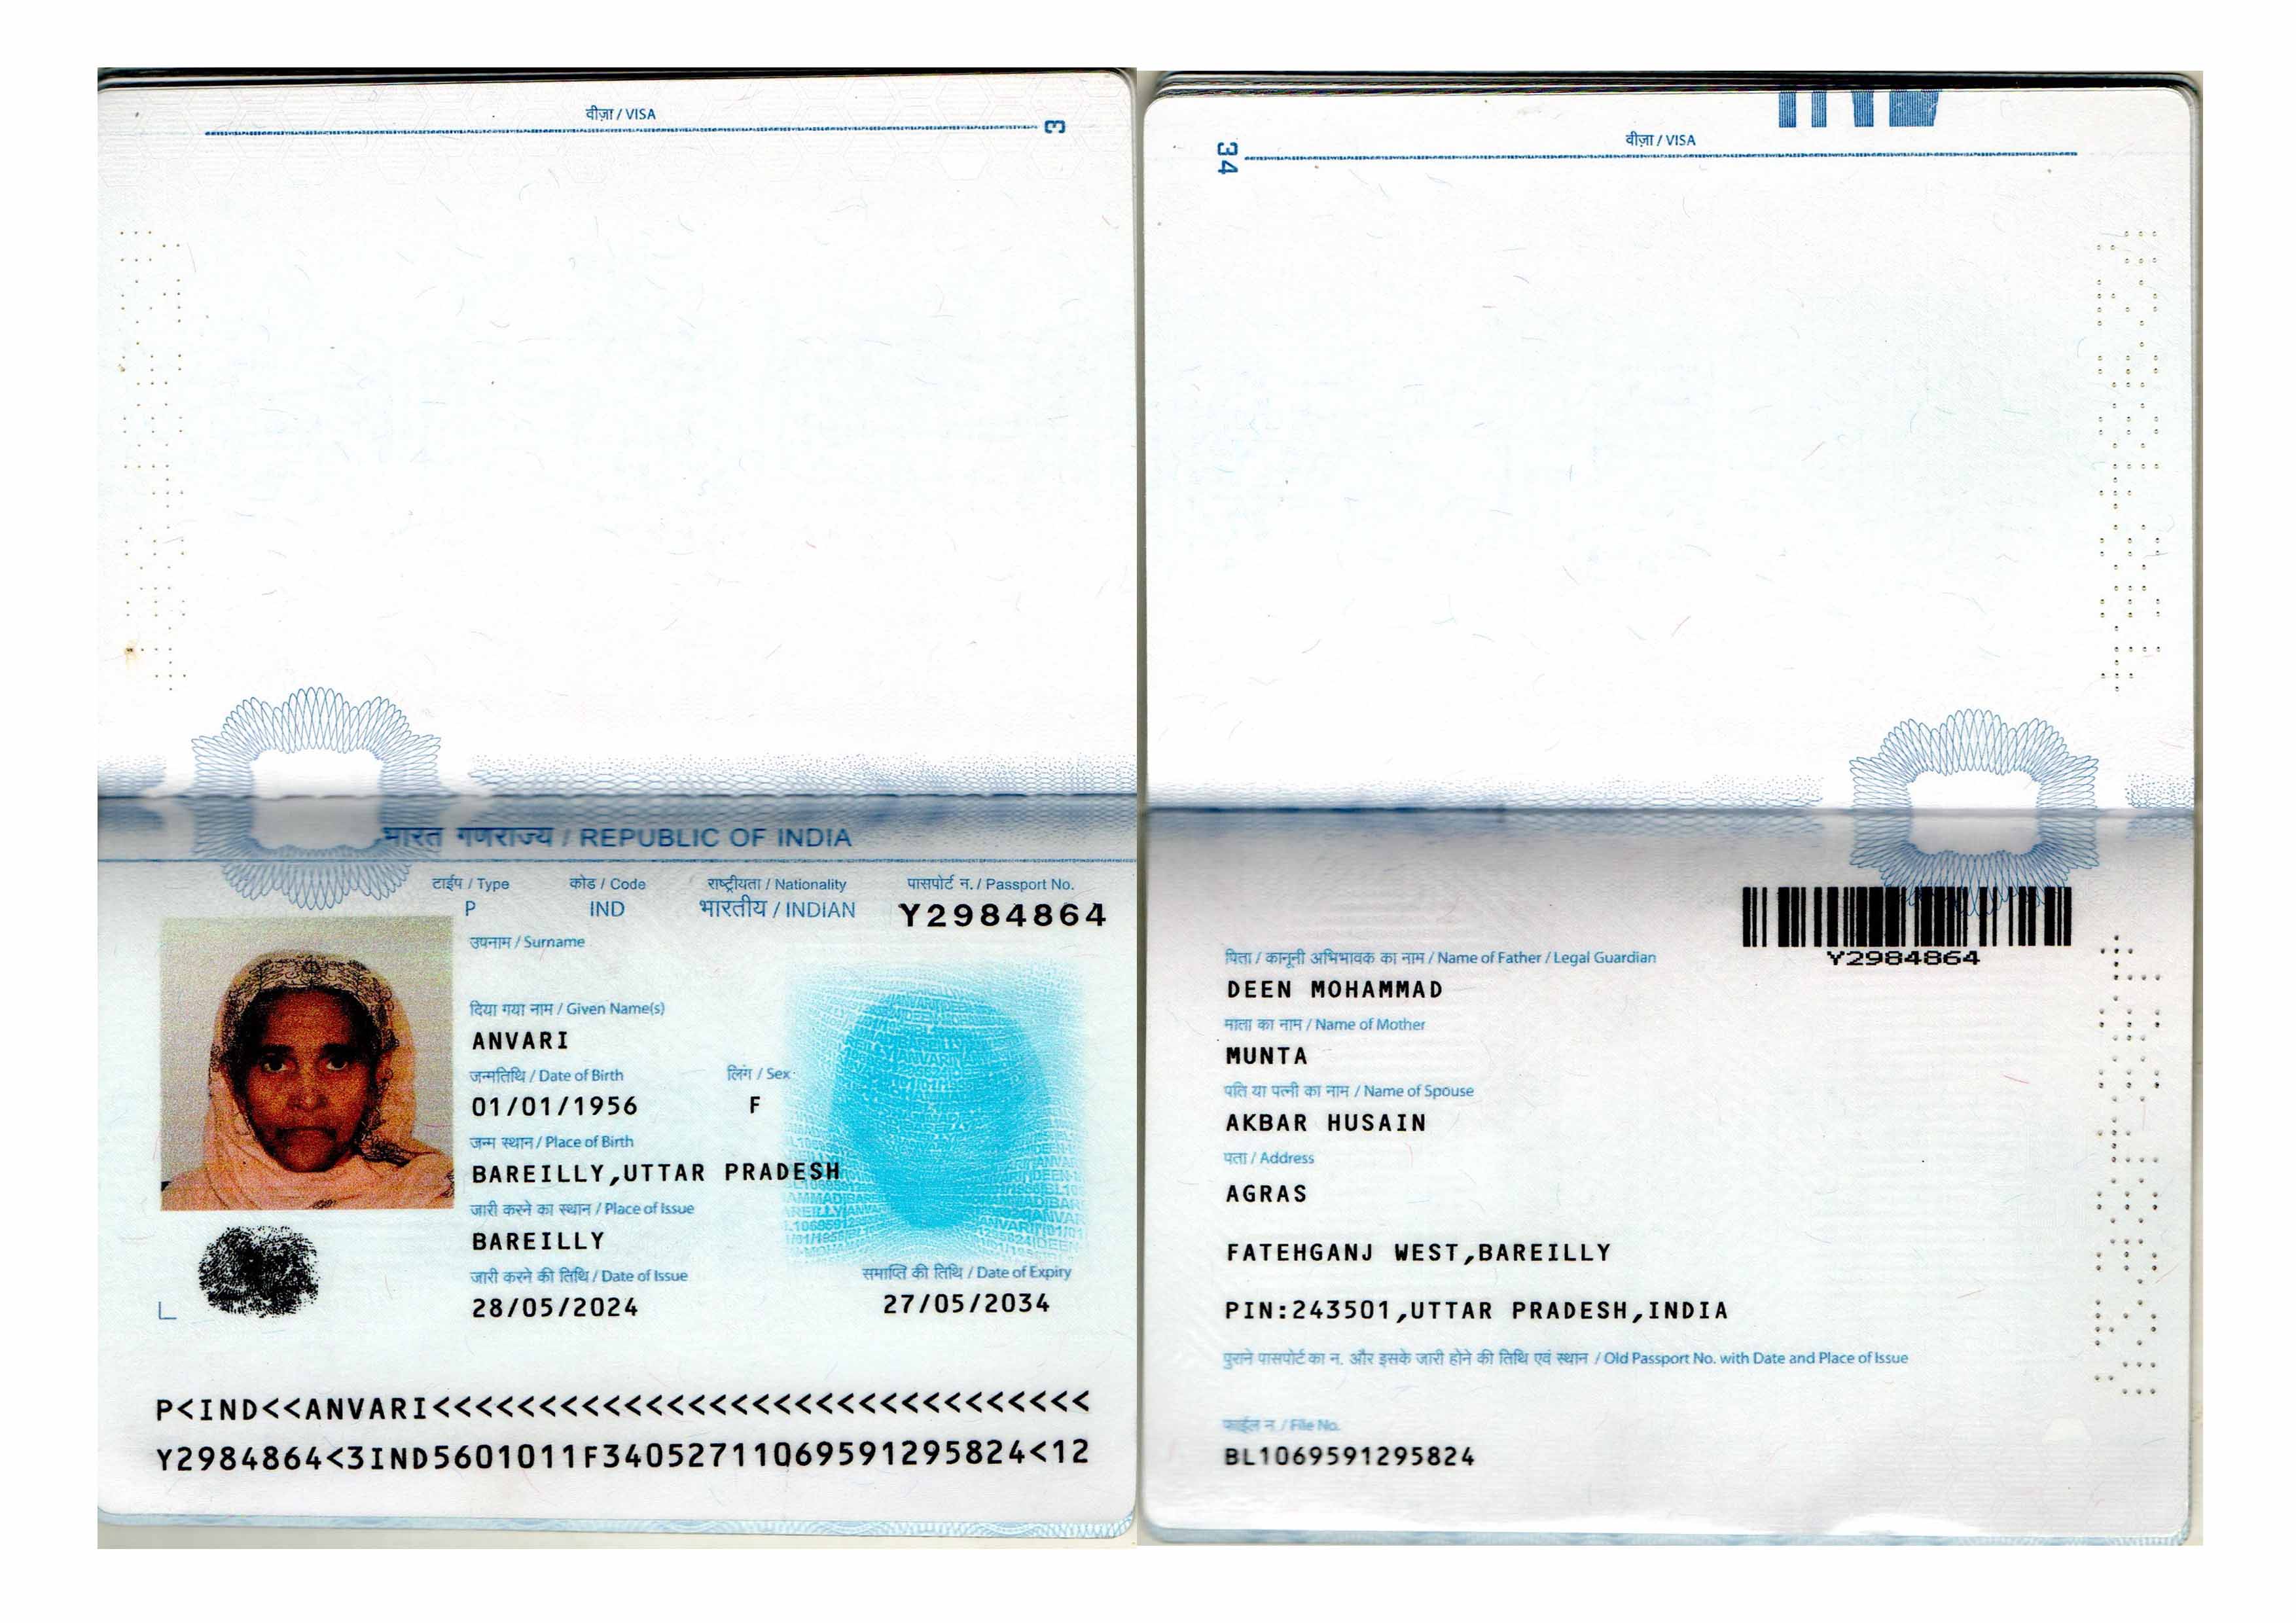 वीज़ा / VISA
3
भारत गणराज्य / REPUBLIC OF INDIA
टाईप / Type
कोड / Code
राष्ट्रीयता / Nationality
पासपोर्ट न. / Passport No.
P
IND
भारतीय / INDIAN
Y2984864
उपनाम / Surname
दिया गया नाम / Given Name(s)
ANVARI
जन्मतिथि / Date of Birth
लिंग / Sex
01/01/1956
F
जन्म स्थान / Place of Birth
BAREILLY,UTTAR PRADESH
जारी करने का स्थान / Place of Issue
BAREILLY
जारी करने की तिथि / Date of Issue
समाप्ति की तिथि / Date of Expiry
28/05/2024
27/05/2034
P<IND<<ANVARI<<<<<<<<<<<<<<<<<<<<<<<<<<<<<<<
Y2984864<3IND5601011F34052711069591295824<12
वीज़ा / VISA
34
Y2984864
पिता / कानूनी अभिभावक का नाम / Name of Father / Legal Guardian
DEEN MOHAMMAD
माता का नाम / Name of Mother
MUNTA
पति या पत्नी का नाम / Name of Spouse
AKBAR HUSAIN
पता / Address
AGRAS
FATEHGANJ WEST,BAREILLY
PIN:243501,UTTAR PRADESH,INDIA
पुराने पासपोर्ट का न. और इसके जारी होने की तिथि एवं स्थान / Old Passport No. with Date and Place of Issue
फाईल न. / File No.
BL1069591295824